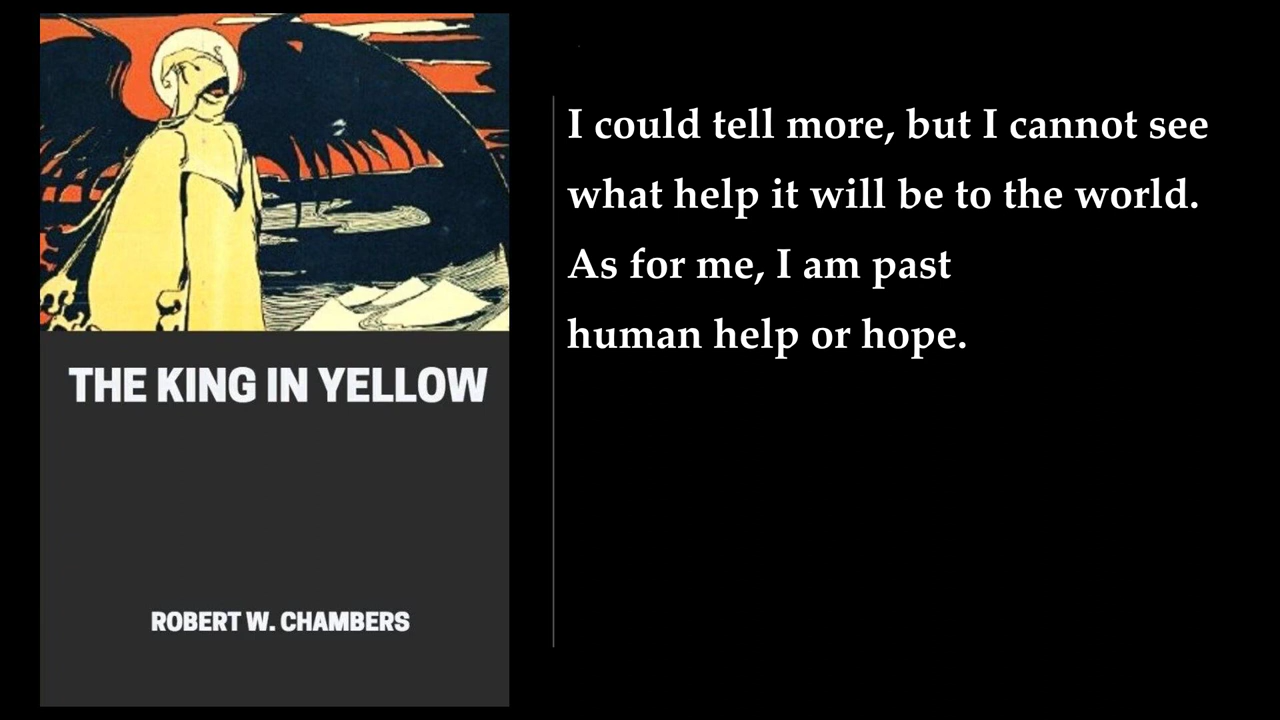 THE KING IN YELLOW
ROBERT W. CHAMBERS
I could tell more, but I cannot see
what help it will be to the world.
As for me, I am past
human help or hope.